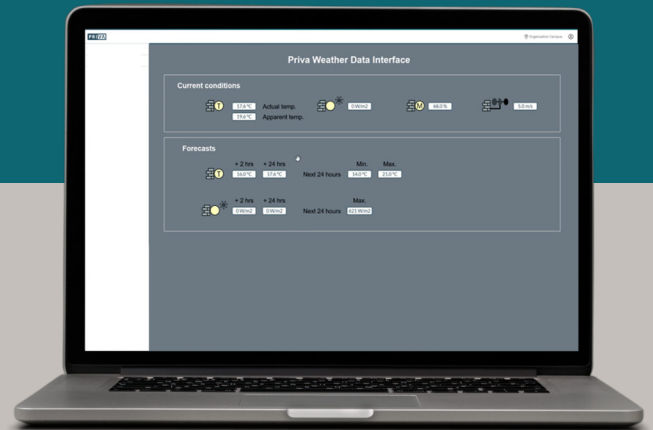 PRIVA
Organisation Campus
Priva Weather Data Interface
Current conditions
T 17,6 °C Actual temp. 0 W/m2 M 68.0 % 5.0 m/s
19,6 °C Apparent temp.
Forecasts
+ 2 hrs + 24 hrs Min. Max.
T 16.0 °C 17.6 °C Next 24 hours 14.0 °C 21.0 °C
+ 2 hrs + 24 hrs Max.
0 W/m2 0 W/m2 Next 24 hours 621 W/m2